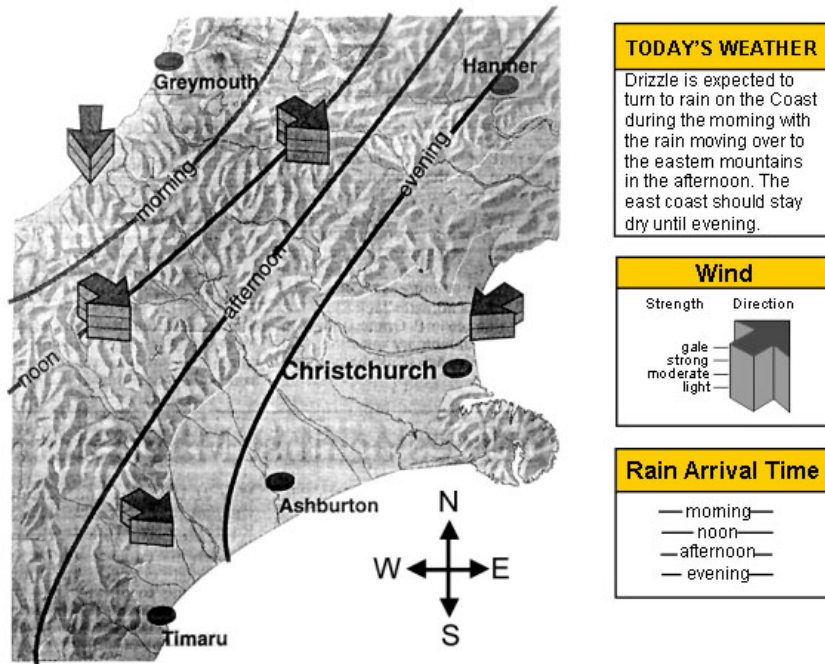 Greymouth
Hanmer
morning
evening
afternoon
noon
Christchurch
Ashburton
Timaru
N
W
E
S
TODAY'S WEATHER
Drizzle is expected to
turn to rain on the Coast
during the morning with
the rain moving over to
the eastern mountains
in the afternoon. The
east coast should stay
dry until evening.
Wind
Strength Direction
gale
strong
moderate
light
Rain Arrival Time
morning
noon
afternoon
evening